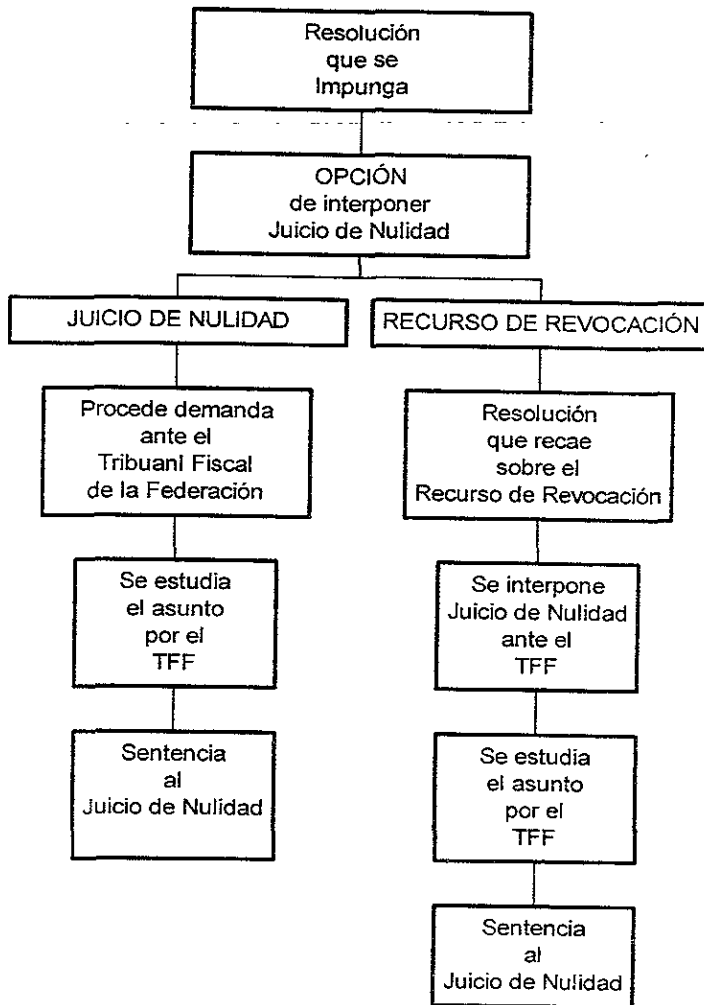 Resolución
que se
Impunga
OPCIÓN
de interponer
Juicio de Nulidad
JUICIO DE NULIDAD
RECURSO DE REVOCACIÓN
Procede demanda
ante el
Tribuanl Fiscal
de la Federación
Resolución
que recae
sobre el
Recurso de Revocación
Se estudia
el asunto
por el
TFF
Se interpone
Juicio de Nulidad
ante el
TFF
Sentencia
al
Juicio de Nulidad
Se estudia
el asunto
por el
TFF
Sentencia
al
Juicio de Nulidad